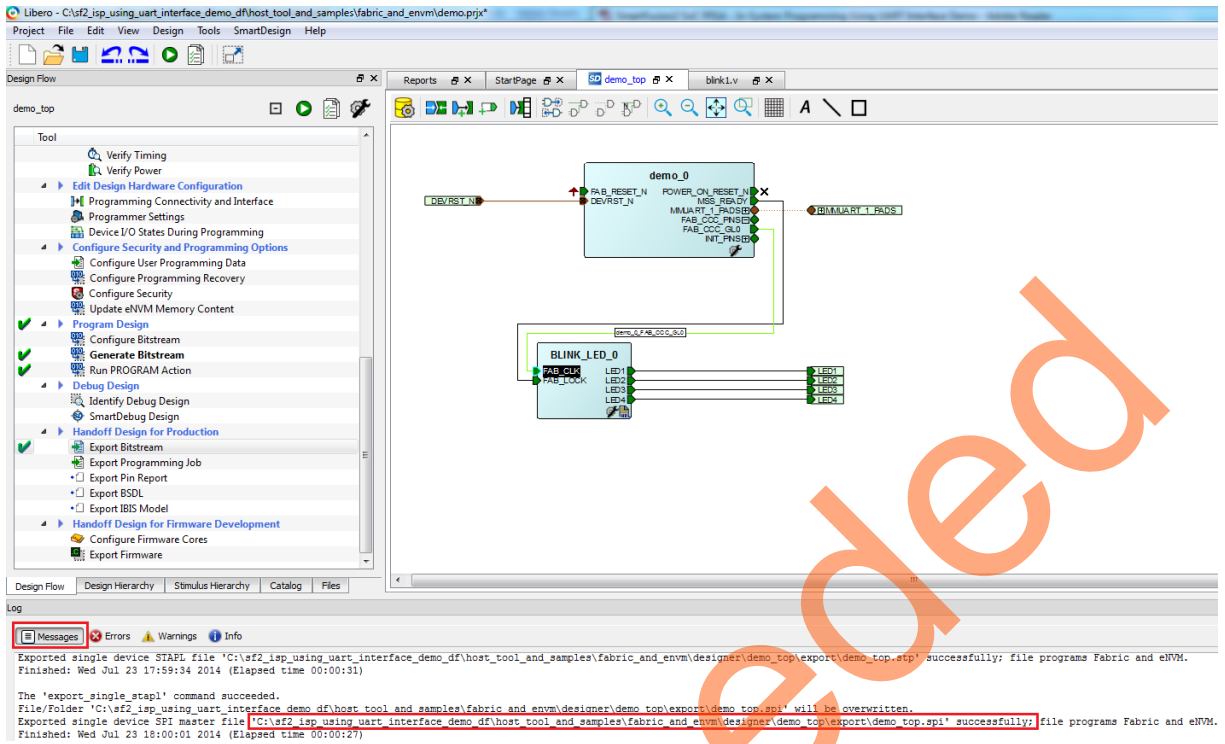 Libero - C:\sf2_isp_using_uart_interface_demo_df\host_tool_and_samples\fabric_and_envm\demo.prjx*
Project File Edit View Design Tools SmartDesign Help
Design Flow
Reports StartPage demo_top blink1.v
demo_top
Tool
Verify Timing
Verify Power
Edit Design Hardware Configuration
Programming Connectivity and Interface
Programmer Settings
Device I/O States During Programming
Configure Security and Programming Options
Configure User Programming Data
Configure Programming Recovery
Configure Security
Update eNVM Memory Content
Program Design
Configure Bitstream
Generate Bitstream
Run PROGRAM Action
Debug Design
Identify Debug Design
SmartDebug Design
Handoff Design for Production
Export Bitstream
Export Programming Job
Export Pin Report
Export BSDL
Export IBIS Model
Handoff Design for Firmware Development
Configure Firmware Cores
Export Firmware
Design Flow Design Hierarchy Stimulus Hierarchy Catalog Files
demo_0
FAB_RESET_N POWER_ON_RESET_N
DEVRST_N DEVRST_N MSS_READY
MMUART_1_PADS MMUART_1_PADS
FAB_CCC_PINS
FAB_CCC_GL0
INIT_PINS
demo_0_FAB_CCC_GL0
BLINK_LED_0
FAB_CLK LED1 LED1
FAB_LOCK LED2 LED2
LED3 LED3
LED4 LED4
Log
Messages Errors Warnings Info
Exported single device STAPL file 'C:\sf2_isp_using_uart_interface_demo_df\host_tool_and_samples\fabric_and_envm\designer\demo_top\export\demo_top.stp' successfully; file programs Fabric and eNVM.
Finished: Wed Jul 23 17:59:34 2014 (Elapsed time 00:00:31)
The 'export_single_stapl' command succeeded.
File/Folder 'C:\sf2_isp_using_uart_interface_demo_df\host_tool_and_samples\fabric_and_envm\designer\demo_top\export\demo_top.spi' will be overwritten.
Exported single device SPI master file 'C:\sf2_isp_using_uart_interface_demo_df\host_tool_and_samples\fabric_and_envm\designer\demo_top\export\demo_top.spi' successfully; file programs Fabric and eNVM.
Finished: Wed Jul 23 18:00:01 2014 (Elapsed time 00:00:27)
ded